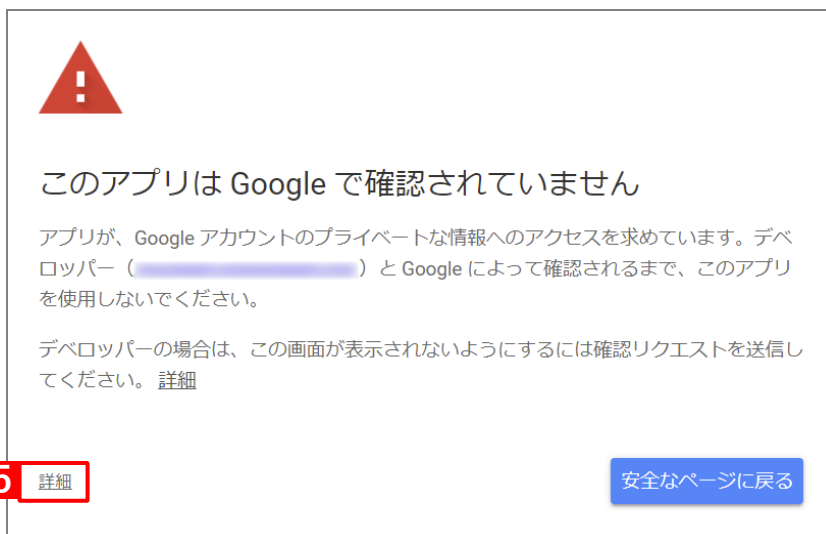 このアプリは Google で確認されていません
アプリが、Google アカウントのプライベートな情報へのアクセスを求めています。デベ
ロッパー（ ）と Google によって確認されるまで、このアプリ
を使用しないでください。
デベロッパーの場合は、この画面が表示されないようにするには確認リクエストを送信し
てください。 詳細
5 詳細
安全なページに戻る